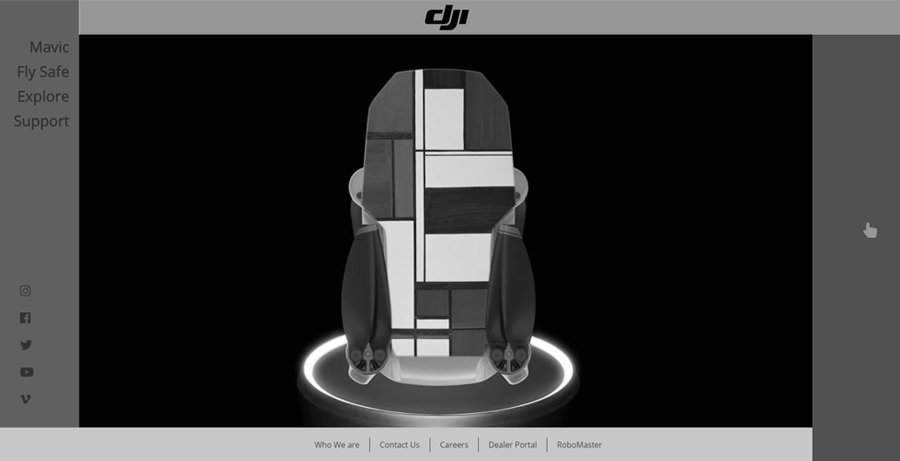 dji
Mavic
Fly Safe
Explore
Support
Who We are
Contact Us
Careers
Dealer Portal
RoboMaster